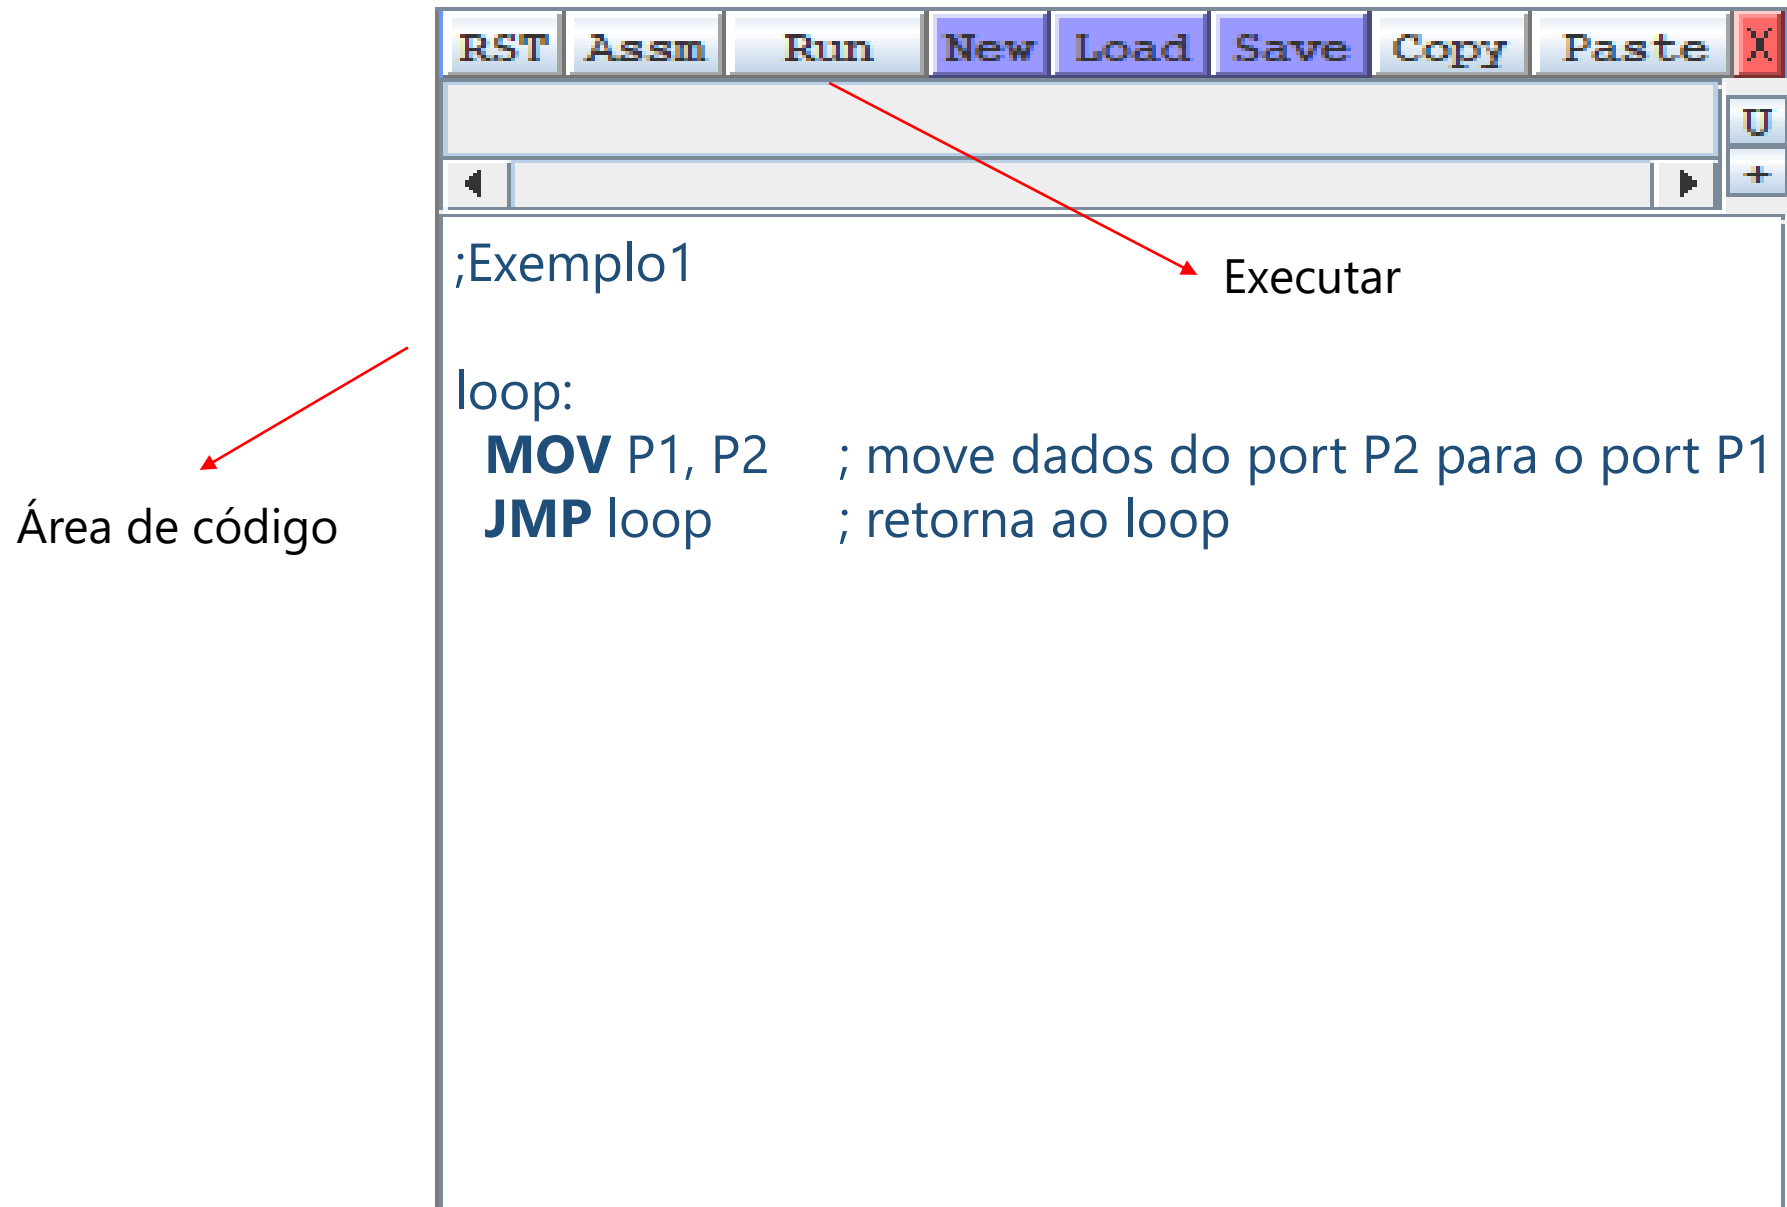 RST Assm Run New Load Save Copy Paste X
U
+
;Exemplo1
Executar
loop:
MOV P1, P2 ; move dados do port P2 para o port P1
JMP loop ; retorna ao loop
Área de código